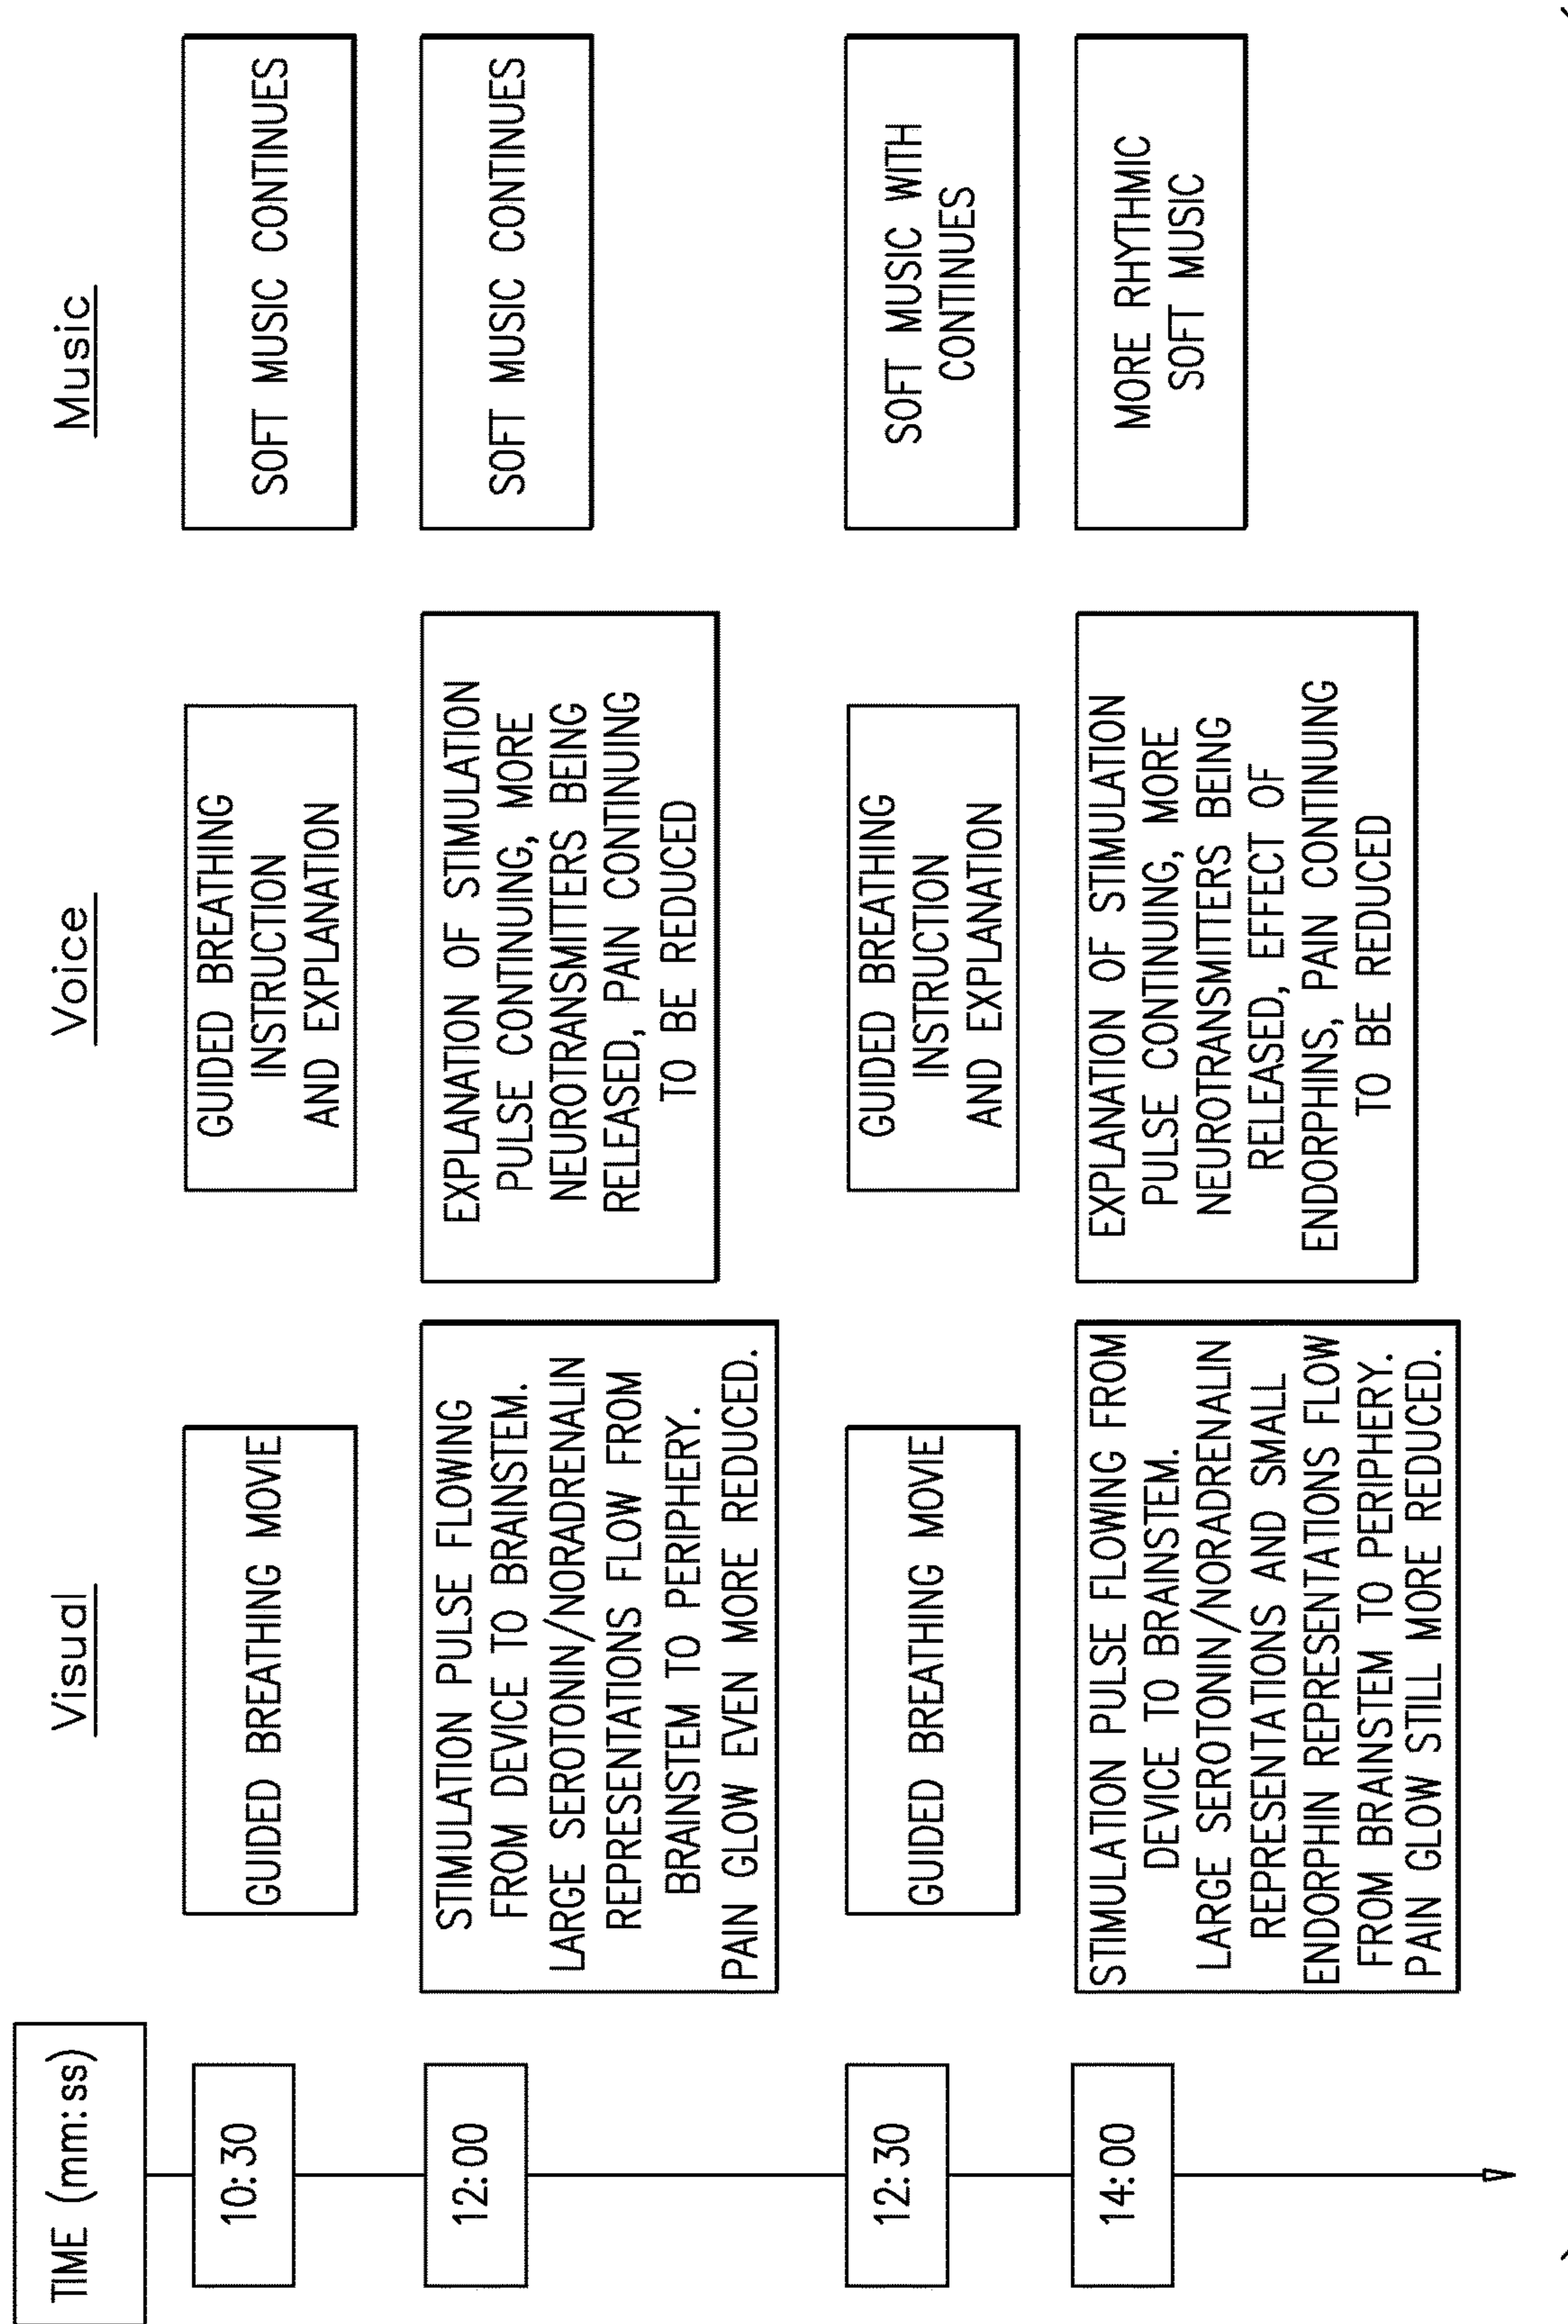 TIME (mm:ss)
Visual
Voice
Music
10:30
GUIDED BREATHING MOVIE
GUIDED BREATHING
INSTRUCTION
AND EXPLANATION
SOFT MUSIC CONTINUES
12:00
STIMULATION PULSE FLOWING
FROM DEVICE TO BRAINSTEM.
LARGE SEROTONIN/NORADRENALIN
REPRESENTATIONS FLOW FROM
BRAINSTEM TO PERIPHERY.
PAIN GLOW EVEN MORE REDUCED.
EXPLANATION OF STIMULATION
PULSE CONTINUING, MORE
NEUROTRANSMITTERS BEING
RELEASED, PAIN CONTINUING
TO BE REDUCED
SOFT MUSIC CONTINUES
12:30
GUIDED BREATHING MOVIE
GUIDED BREATHING
INSTRUCTION
AND EXPLANATION
SOFT MUSIC WITH
CONTINUES
14:00
STIMULATION PULSE FLOWING FROM
DEVICE TO BRAINSTEM.
LARGE SEROTONIN/NORADRENALIN
REPRESENTATIONS AND SMALL
ENDORPHIN REPRESENTATIONS FLOW
FROM BRAINSTEM TO PERIPHERY.
PAIN GLOW STILL MORE REDUCED.
EXPLANATION OF STIMULATION
PULSE CONTINUING, MORE
NEUROTRANSMITTERS BEING
RELEASED, EFFECT OF
ENDORPHINS, PAIN CONTINUING
TO BE REDUCED
MORE RHYTHMIC
SOFT MUSIC